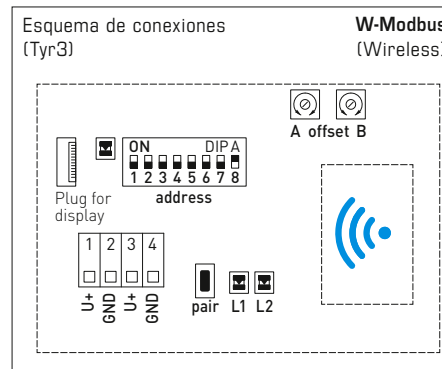 Esquema de conexiones
(Tyr3)
W-Modbus
(Wireless)
A offset B
ON DIP A
1 2 3 4 5 6 7 8
address
Plug for
display
1 2 3 4
U+ GND U+ GND
pair L1 L2